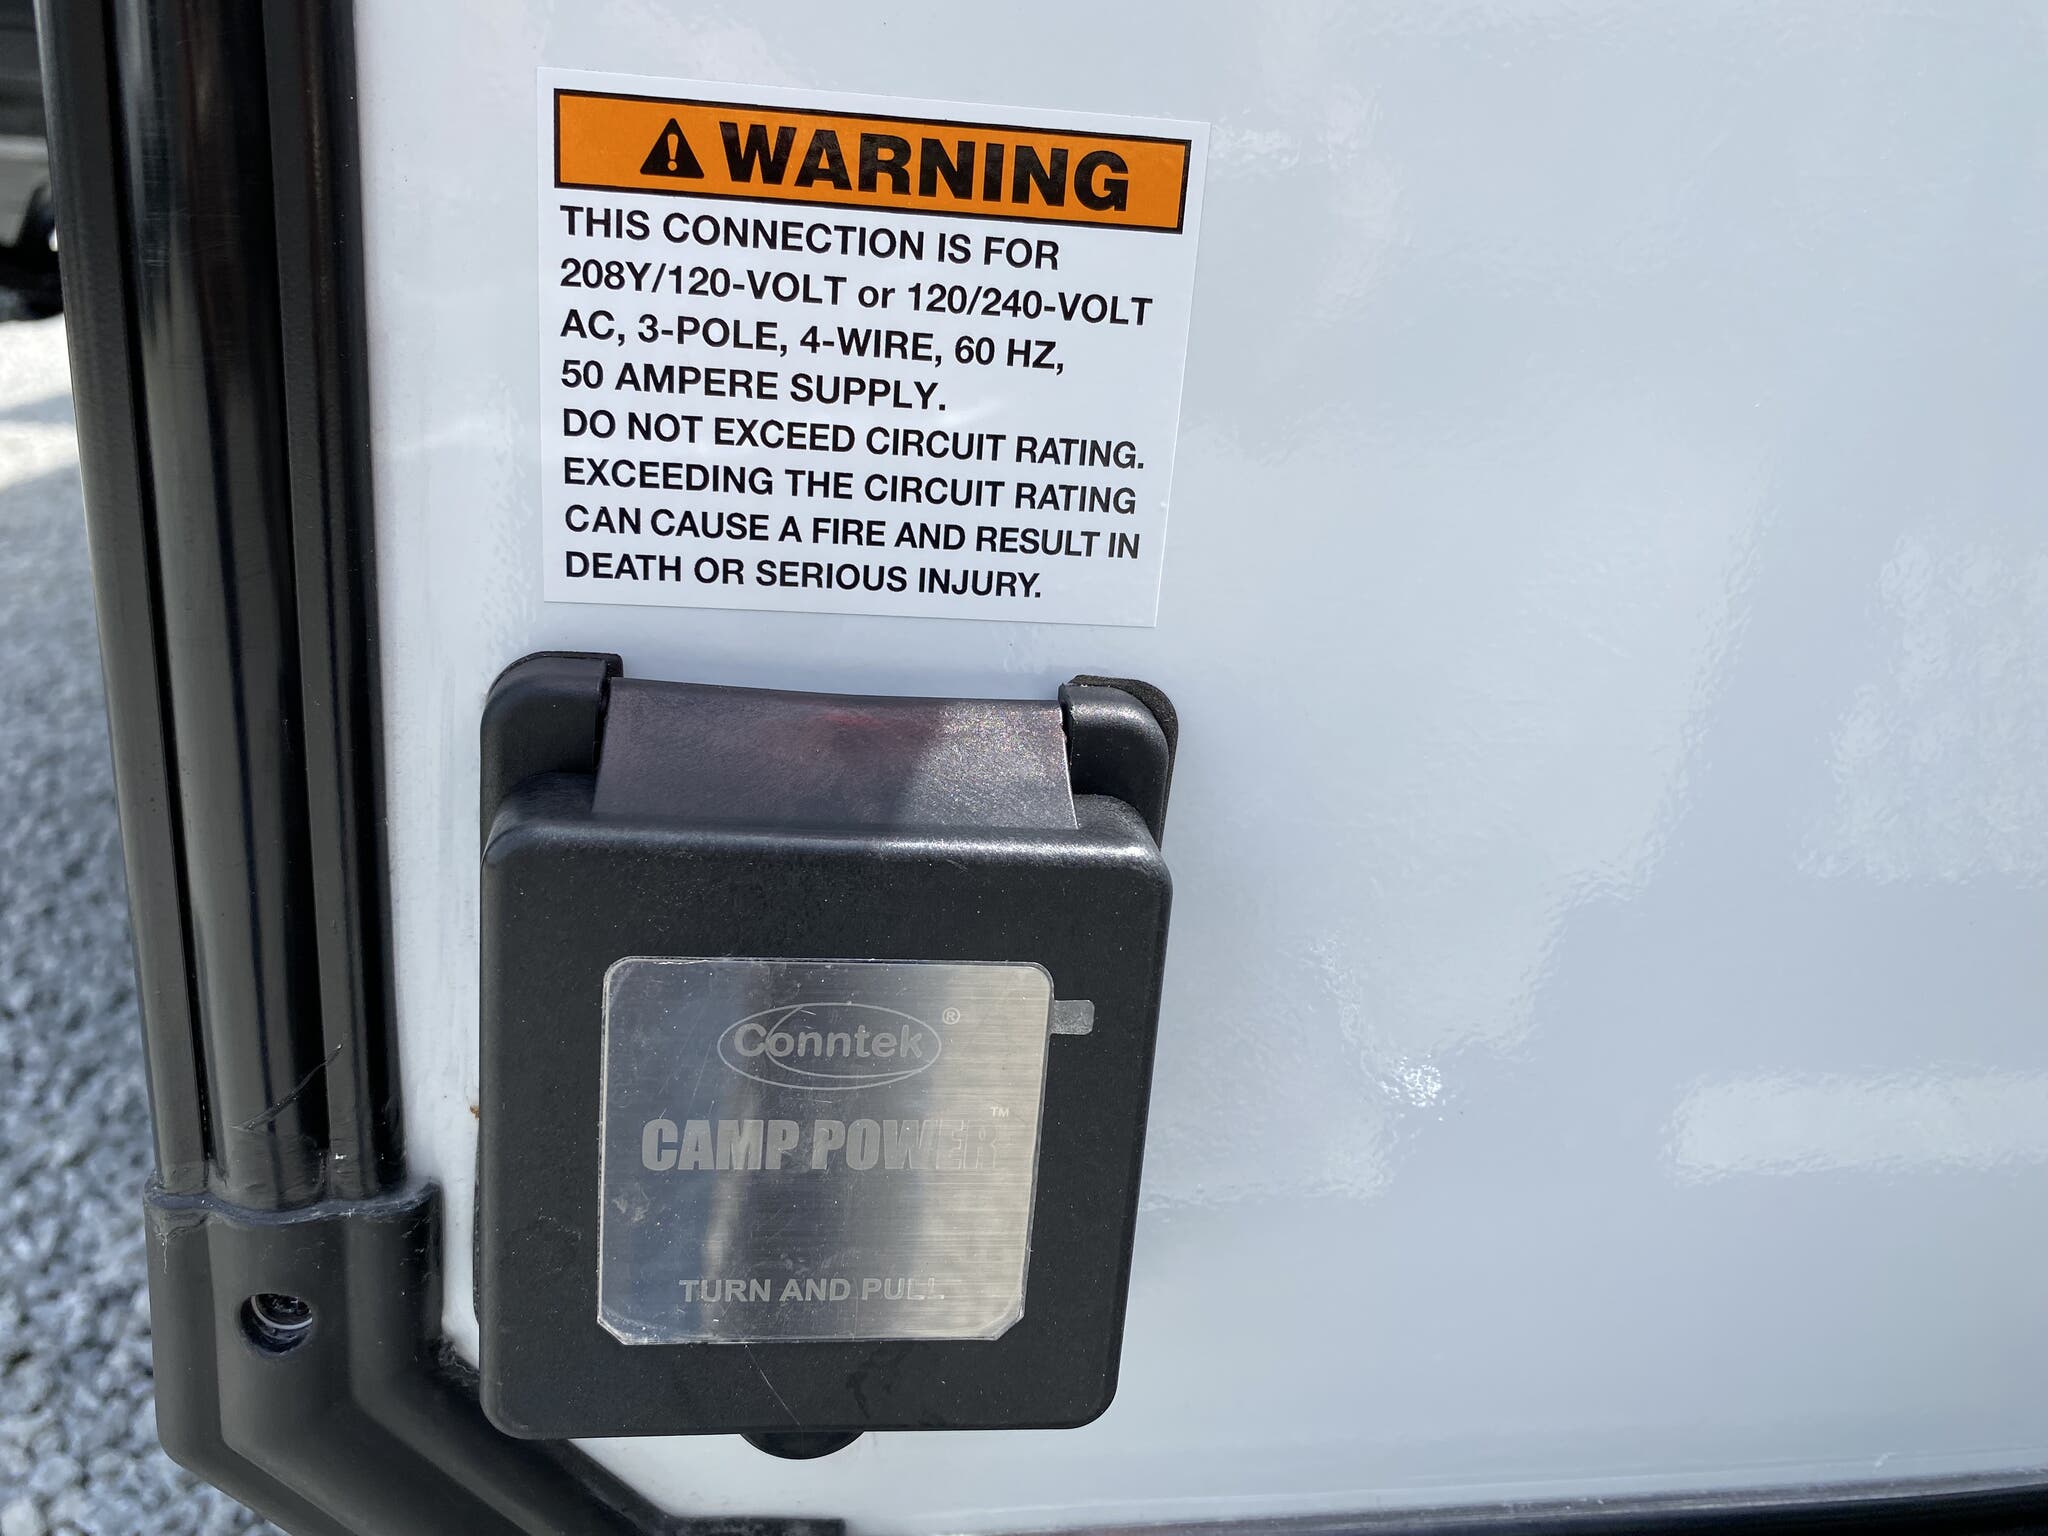 WARNING
THIS CONNECTION IS FOR
208Y/120-VOLT or 120/240-VOLT
AC, 3-POLE, 4-WIRE, 60 HZ,
50 AMPERE SUPPLY.
DO NOT EXCEED CIRCUIT RATING.
EXCEEDING THE CIRCUIT RATING
CAN CAUSE A FIRE AND RESULT IN
DEATH OR SERIOUS INJURY.
Conntek®
CAMP POWER™
TURN AND PULL